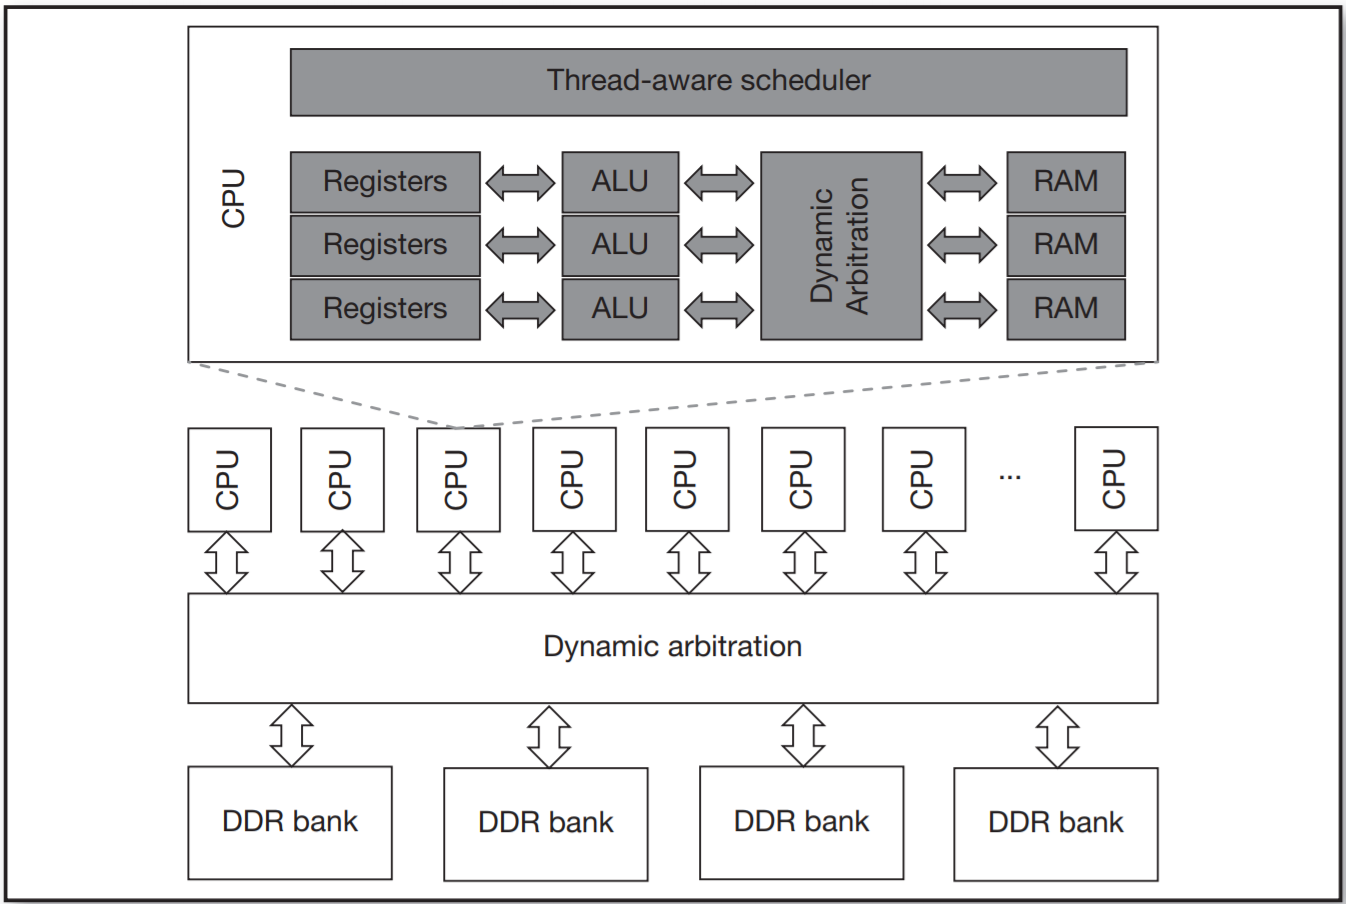 Thread-aware scheduler
CPU
Registers
ALU
Dynamic
Arbitration
RAM
Registers
ALU
RAM
Registers
ALU
RAM
CPU
CPU
CPU
CPU
CPU
CPU
CPU
...
CPU
Dynamic arbitration
DDR bank
DDR bank
DDR bank
DDR bank